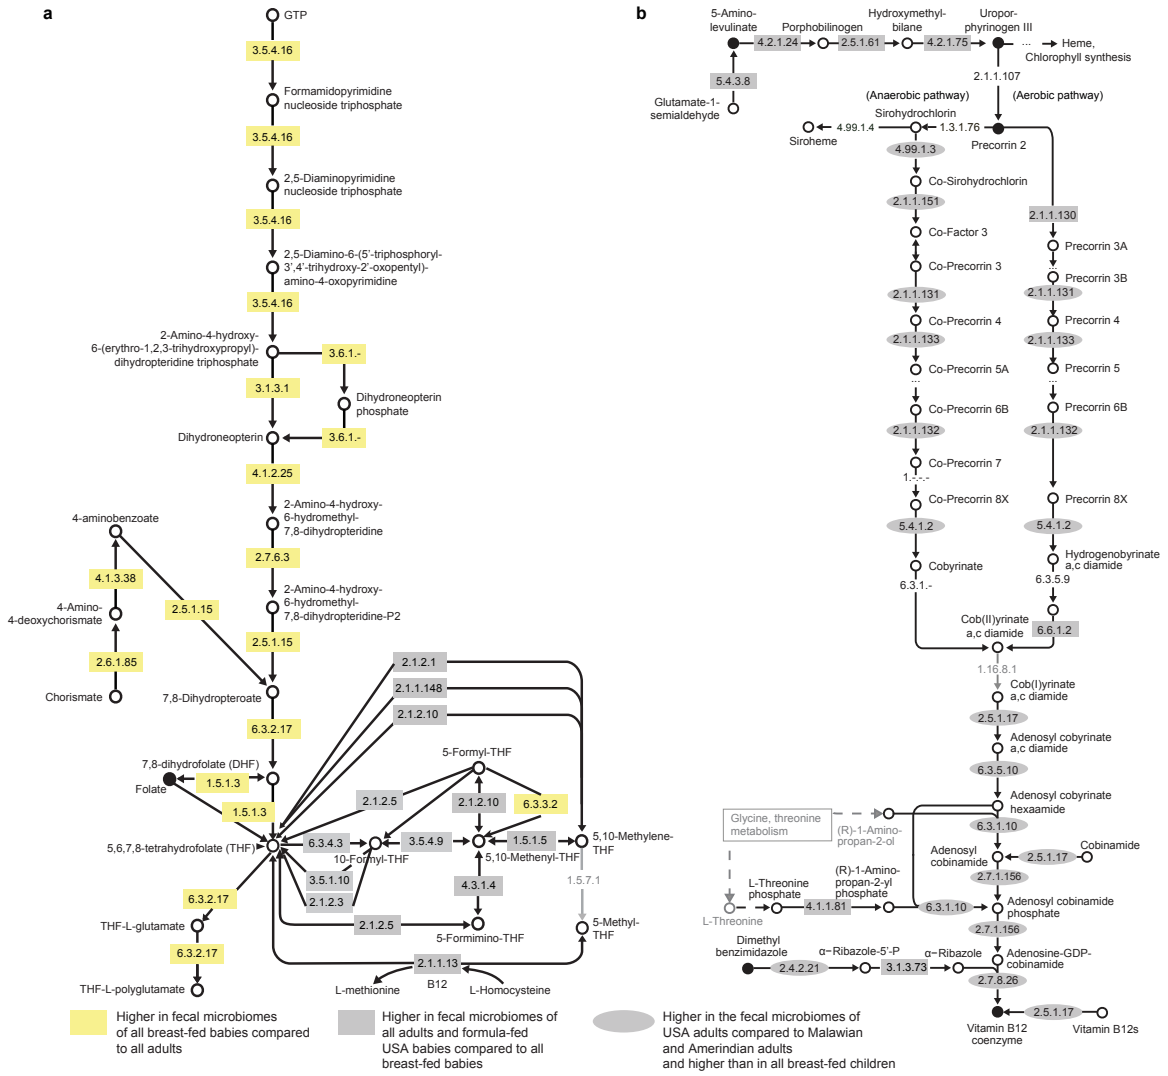 a
GTP
3.5.4.16
Formamidopyrimidine
nucleoside triphosphate
3.5.4.16
2,5-Diaminopyrimidine
nucleoside triphosphate
3.5.4.16
2,5-Diamino-6-(5'-triphosphoryl-
3',4'-trihydroxy-2'-oxopentyl)-
amino-4-oxopyrimidine
3.5.4.16
2-Amino-4-hydroxy-
6-(erythro-1,2,3-trihydroxypropyl)-
dihydropteridine triphosphate
3.6.1.-
3.1.3.1
Dihydroneopterin
phosphate
Dihydroneopterin
3.6.1.-
4.1.2.25
2-Amino-4-hydroxy-
6-hydromethyl-
7,8-dihydropteridine
4-aminobenzoate
2.7.6.3
4.1.3.38
2-Amino-4-hydroxy-
6-hydromethyl-
7,8-dihydropteridine-P2
2.5.1.15
4-Amino-
4-deoxychorismate
2.5.1.15
2.6.1.85
Chorismate
7,8-Dihydropteroate
2.1.2.1
2.1.1.148
2.1.2.10
6.3.2.17
7,8-dihydrofolate (DHF)
Folate
1.5.1.3
1.5.1.3
5-Formyl-THF
2.1.2.5
2.1.2.10
6.3.3.2
5,6,7,8-tetrahydrofolate (THF)
6.3.4.3
10-Formyl-THF
3.5.4.9
1.5.1.5
5,10-Methenyl-THF
5,10-Methylene-
THF
3.5.1.10
4.3.1.4
1.5.7.1
2.1.2.3
6.3.2.17
THF-L-glutamate
2.1.2.5
5-Formimino-THF
5-Methyl-
THF
6.3.2.17
2.1.1.13
THF-L-polyglutamate
L-methionine
B12
L-Homocysteine
Higher in fecal microbiomes
of all breast-fed babies compared
to all adults
Higher in fecal microbiomes of
all adults and formula-fed
USA babies compared to all
breast-fed babies
Higher in the fecal microbiomes of
USA adults compared to Malawian
and Amerindian adults
and higher than in all breast-fed children
b
5-Amino-
levulinate
4.2.1.24
Porphobilinogen
2.5.1.61
Hydroxymethyl-
bilane
4.2.1.75
Uropor-
phyrinogen III
...
Heme,
Chlorophyll synthesis
5.4.3.8
2.1.1.107
Glutamate-1-
semialdehyde
(Anaerobic pathway)
(Aerobic pathway)
Sirohydrochlorin
Siroheme
4.99.1.4
1.3.1.76
Precorrin 2
4.99.1.3
Co-Sirohydrochlorin
2.1.1.151
2.1.1.130
Co-Factor 3
Precorrin 3A
...
Co-Precorrin 3
Precorrin 3B
2.1.1.131
2.1.1.131
Co-Precorrin 4
Precorrin 4
2.1.1.133
2.1.1.133
Co-Precorrin 5A
Precorrin 5
...
...
Co-Precorrin 6B
Precorrin 6B
2.1.1.132
2.1.1.132
Co-Precorrin 7
1.-.-.-
Co-Precorrin 8X
Precorrin 8X
5.4.1.2
5.4.1.2
Cobyrinate
Hydrogenobyrinate
a,c diamide
6.3.1.-
6.3.5.9
Cob(II)yrinate
a,c diamide
6.6.1.2
1.16.8.1
Cob(I)yrinate
a,c diamide
2.5.1.17
Adenosyl cobyrinate
a,c diamide
6.3.5.10
Adenosyl cobyrinate
hexaamide
Glycine, threonine
metabolism
(R)-1-Amino-
propan-2-ol
6.3.1.10
Adenosyl
cobinamide
2.5.1.17
Cobinamide
2.7.1.156
L-Threonine
L-Threonine
phosphate
4.1.1.81
(R)-1-Amino-
propan-2-yl
phosphate
6.3.1.10
Adenosyl cobinamide
phosphate
2.7.1.156
Dimethyl
benzimidazole
2.4.2.21
α-Ribazole-5'-P
3.1.3.73
α-Ribazole
Adenosine-GDP-
cobinamide
2.7.8.26
Vitamin B12
coenzyme
2.5.1.17
Vitamin B12s